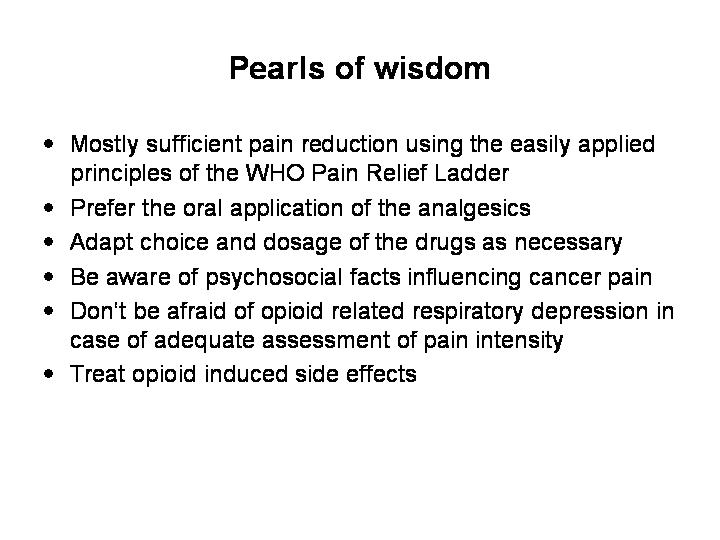 Pearls of wisdom
• Mostly sufficient pain reduction using the easily applied
principles of the WHO Pain Relief Ladder
• Prefer the oral application of the analgesics
• Adapt choice and dosage of the drugs as necessary
• Be aware of psychosocial facts influencing cancer pain
• Don't be afraid of opioid related respiratory depression in
case of adequate assessment of pain intensity
• Treat opioid induced side effects